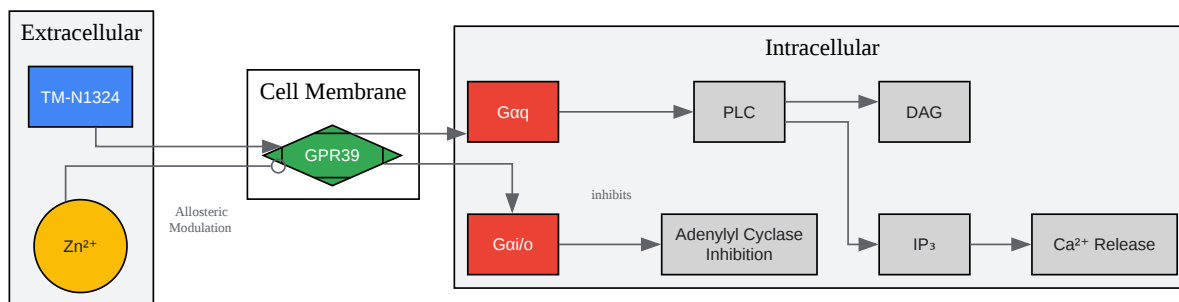 Extracellular
TM-N1324
Zn²⁺
Allosteric
Modulation
Cell Membrane
GPR39
Intracellular
Gαq
PLC
DAG
inhibits
Gαi/o
Adenylyl Cyclase
Inhibition
IP₃
Ca²⁺ Release